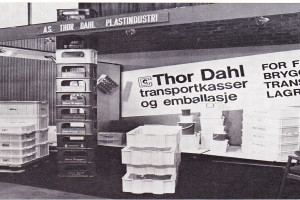 A.S. THOR DAHL PLASTINDUSTRI
Thor Dahl
transportkasser
og emballasje
FOR F
BRYGG
TRANS
LAGR